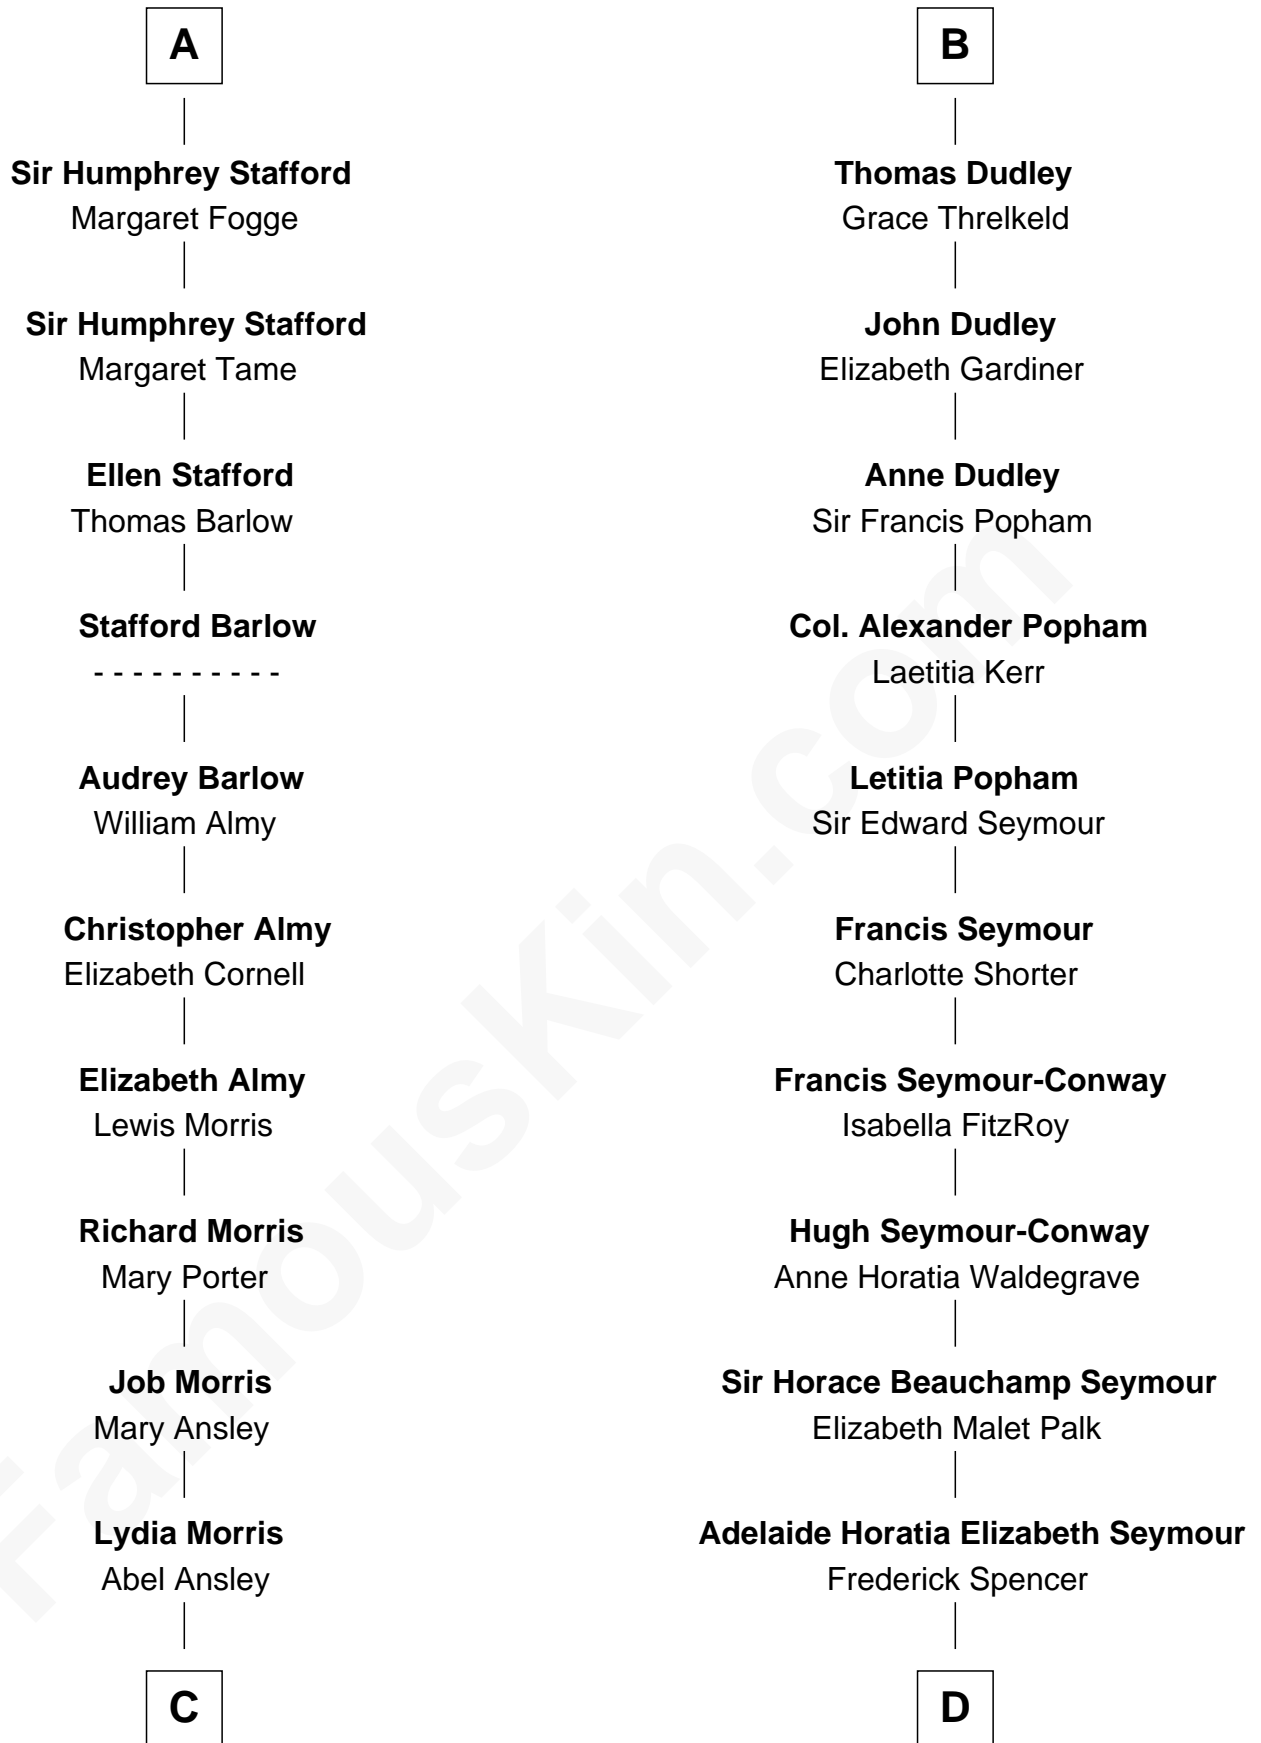 A
Sir Humphrey Stafford
Margaret Fogge
Sir Humphrey Stafford
Margaret Tame
Ellen Stafford
Thomas Barlow
Stafford Barlow
- - - - - - - - - -
Audrey Barlow
William Almy
Christopher Almy
Elizabeth Cornell
Elizabeth Almy
Lewis Morris
Richard Morris
Mary Porter
Job Morris
Mary Ansley
Lydia Morris
Abel Ansley
C
B
Thomas Dudley
Grace Threlkeld
John Dudley
Elizabeth Gardiner
Anne Dudley
Sir Francis Popham
Col. Alexander Popham
Laetitia Kerr
Letitia Popham
Sir Edward Seymour
Francis Seymour
Charlotte Shorter
Francis Seymour-Conway
Isabella FitzRoy
Hugh Seymour-Conway
Anne Horatia Waldegrave
Sir Horace Beauchamp Seymour
Elizabeth Malet Palk
Adelaide Horatia Elizabeth Seymour
Frederick Spencer
D
FamousKin.com